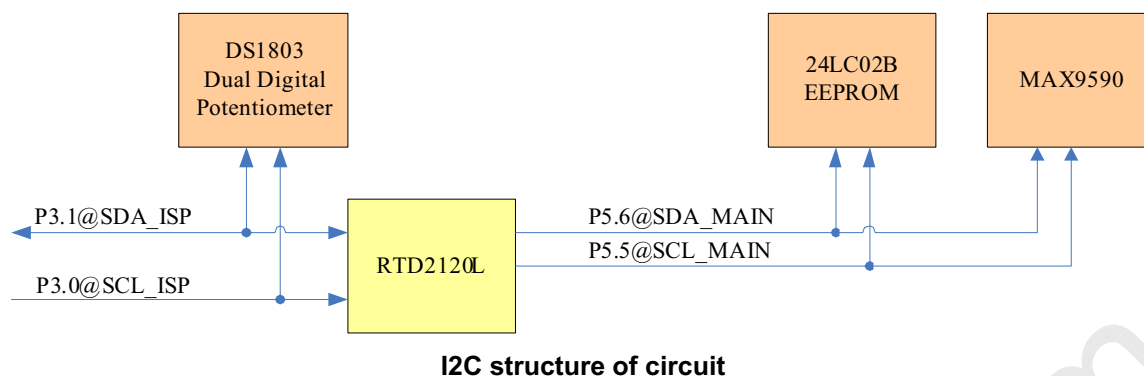 DS1803
Dual Digital
Potentiometer
24LC02B
EEPROM
MAX9590
P3.1@SDA_ISP
P5.6@SDA_MAIN
RTD2120L
P5.5@SCL_MAIN
P3.0@SCL_ISP
I2C structure of circuit